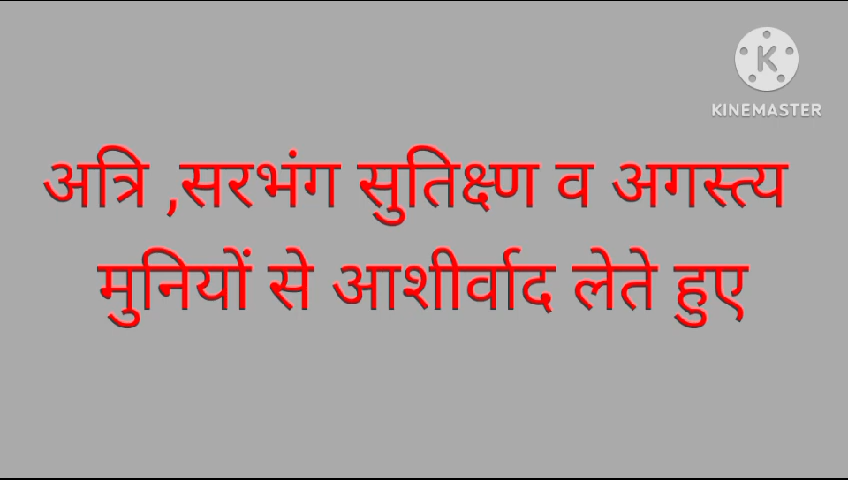 KINEMASTER
अत्रि ,सरभंग सुतिक्ष्ण व अगस्त्य
मुनियों से आशीर्वाद लेते हुए